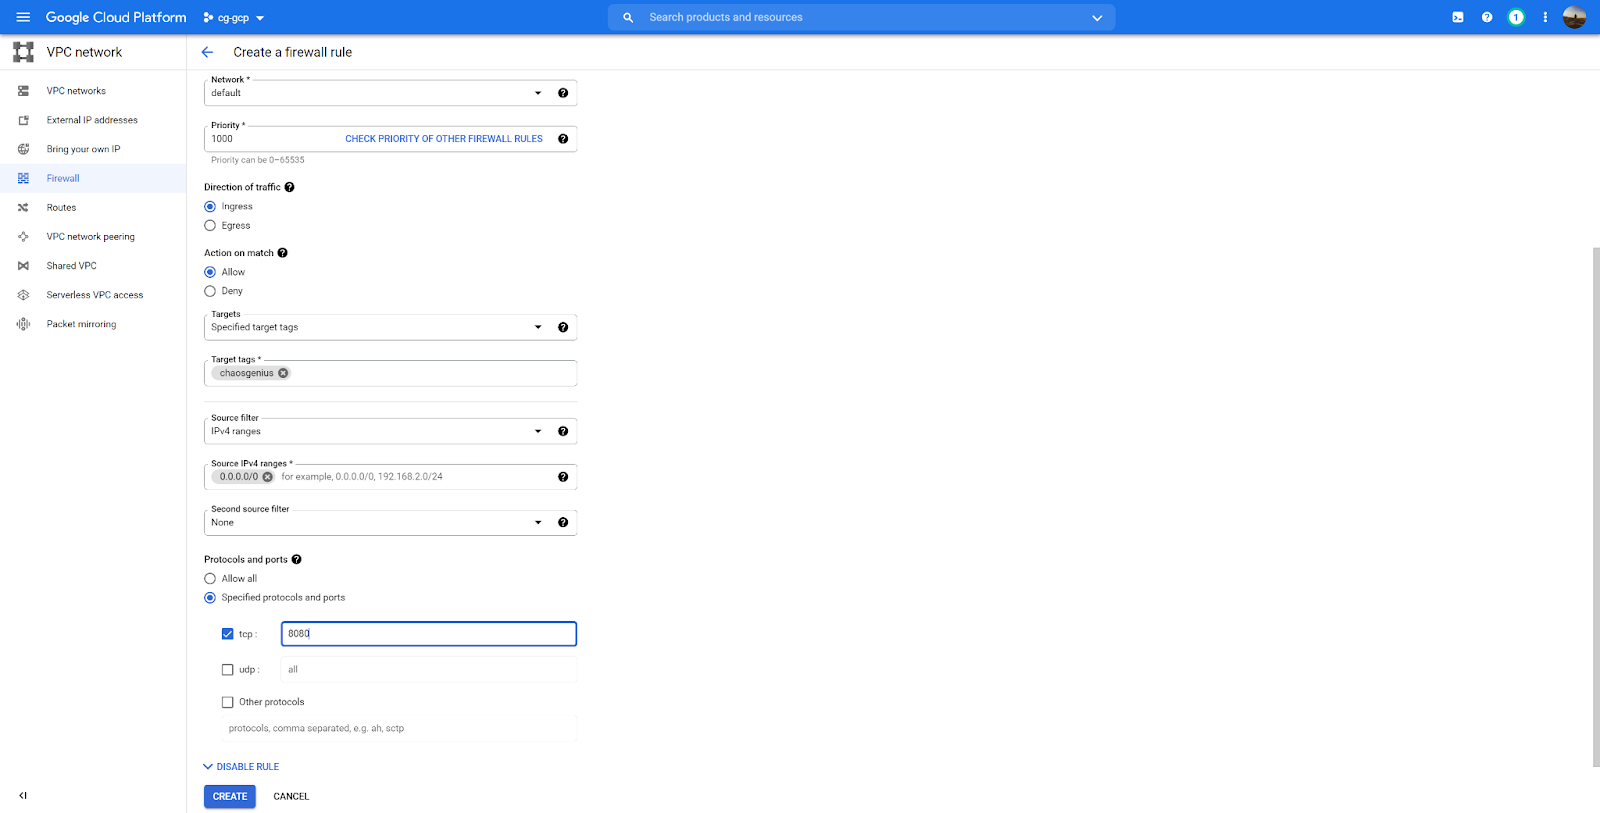 Google Cloud Platform
cg-gcp
Search products and resources
1
VPC network
Create a firewall rule
VPC networks
External IP addresses
Bring your own IP
Firewall
Routes
VPC network peering
Shared VPC
Serverless VPC access
Packet mirroring
Network *
default
Priority *
1000 CHECK PRIORITY OF OTHER FIREWALL RULES
Priority can be 0–65535
Direction of traffic
Ingress
Egress
Action on match
Allow
Deny
Targets
Specified target tags
Target tags *
chaosgenius
Source filter
IPv4 ranges
Source IPv4 ranges *
0.0.0.0/0 for example, 0.0.0.0/0, 192.168.2.0/24
Second source filter
None
Protocols and ports
Allow all
Specified protocols and ports
tcp : 8080
udp : all
Other protocols
protocols, comma separated, e.g. ah, sctp
DISABLE RULE
CREATE CANCEL